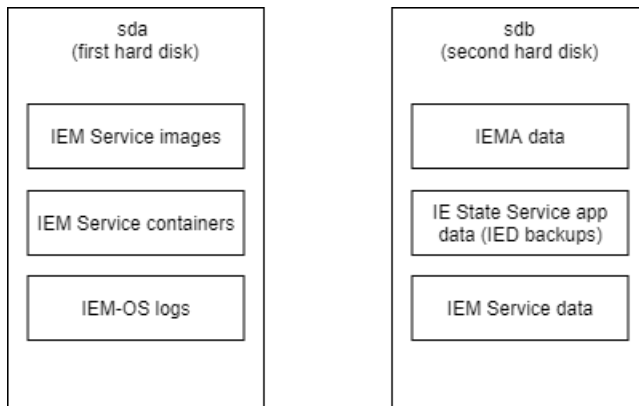 sda
(first hard disk)
IEM Service images
IEM Service containers
IEM-OS logs
sdb
(second hard disk)
IEMA data
IE State Service app
data (IED backups)
IEM Service data